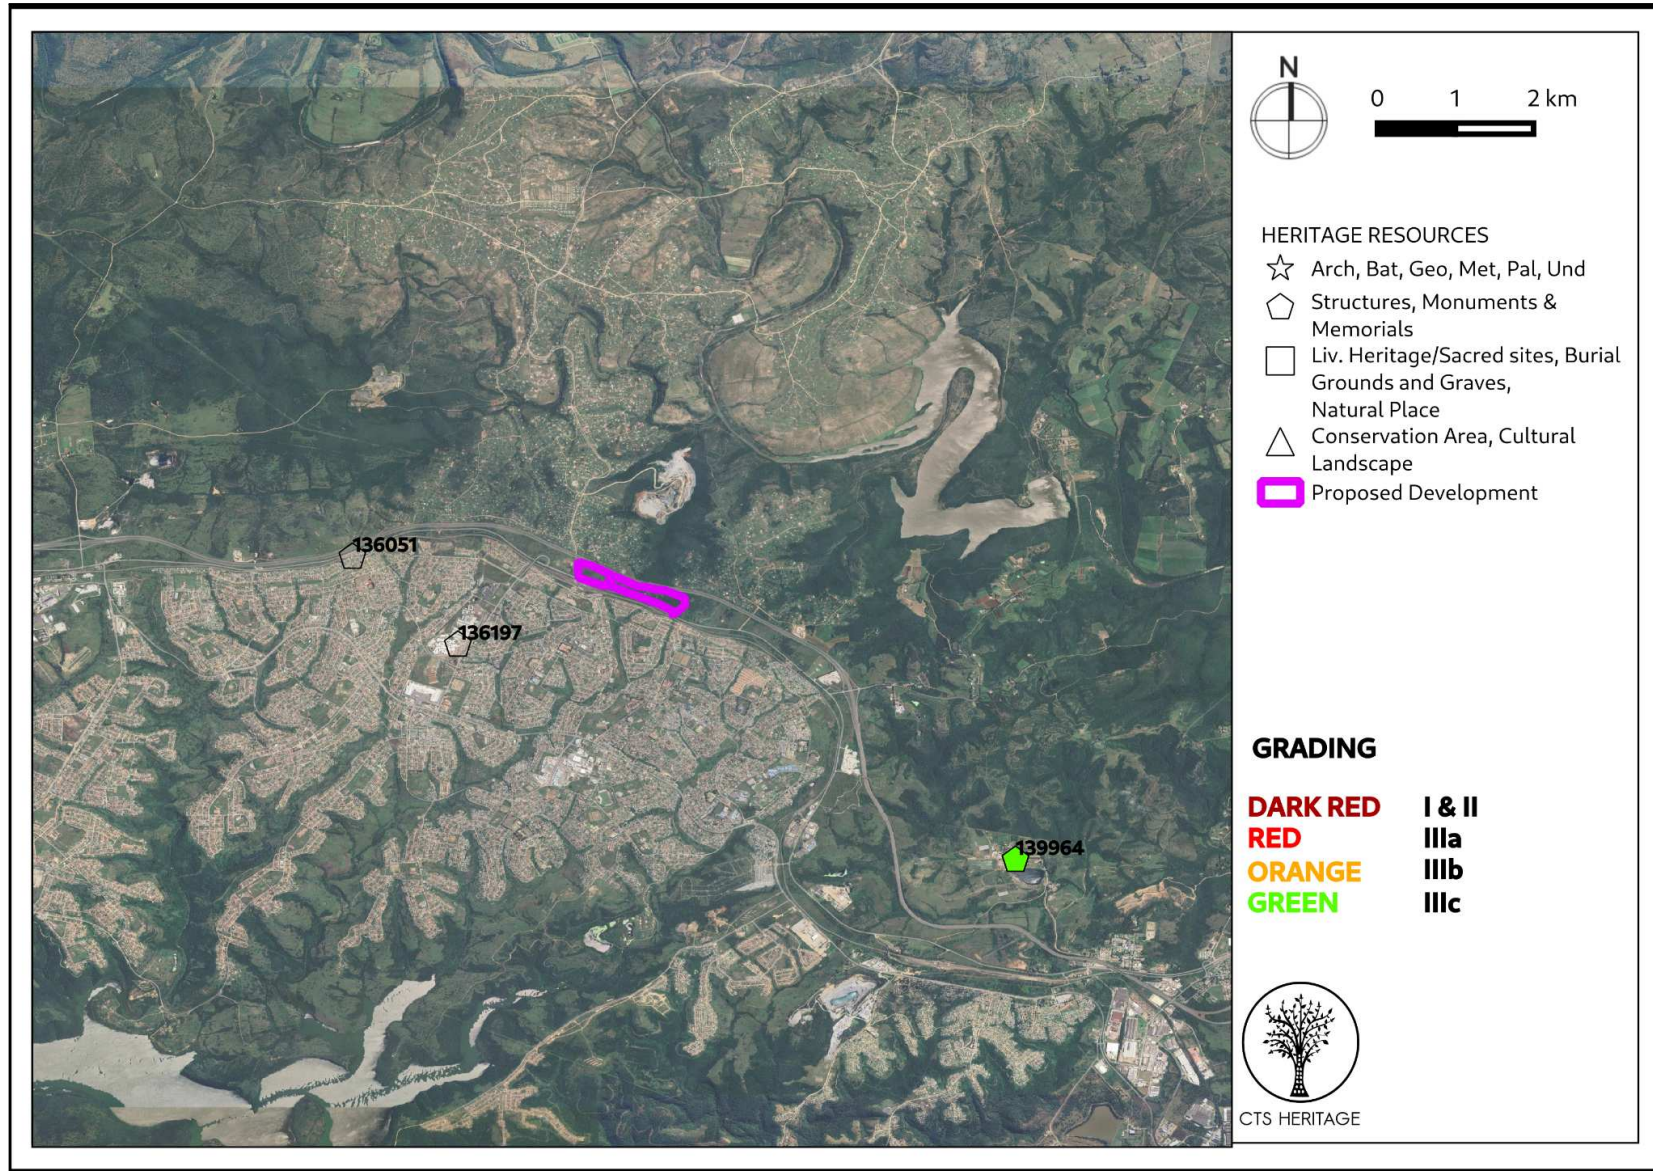 N
0 1 2 km
HERITAGE RESOURCES
Arch, Bat, Geo, Met, Pal, Und
Structures, Monuments &
Memorials
Liv. Heritage/Sacred sites, Burial
Grounds and Graves,
Natural Place
Conservation Area, Cultural
Landscape
Proposed Development
136051
136197
139964
GRADING
DARK RED I & II
RED IIIa
ORANGE IIIb
GREEN IIIc
CTS HERITAGE